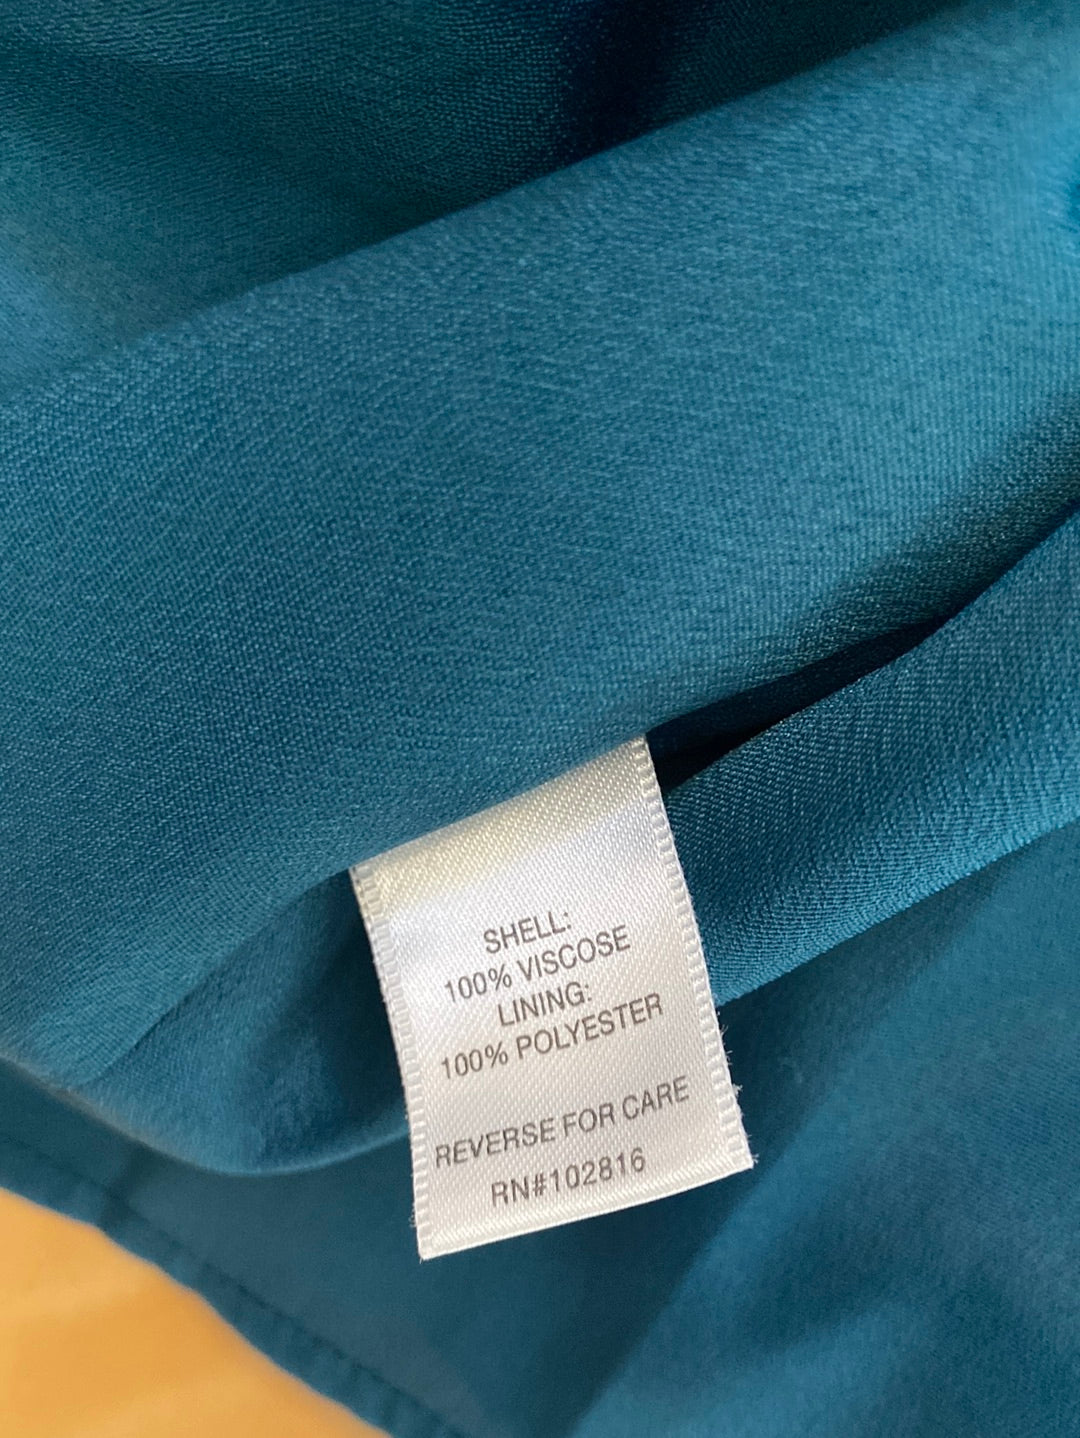 SHELL:
100% VISCOSE
LINING:
100% POLYESTER
REVERSE FOR CARE
RN#102816